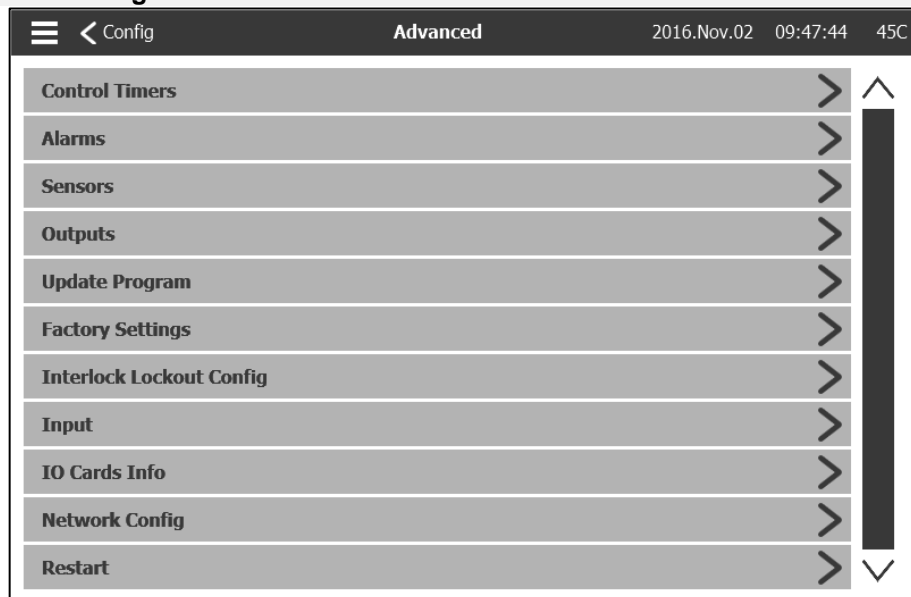 Config Advanced 2016.Nov.02 09:47:44 45C
Control Timers
Alarms
Sensors
Outputs
Update Program
Factory Settings
Interlock Lockout Config
Input
IO Cards Info
Network Config
Restart